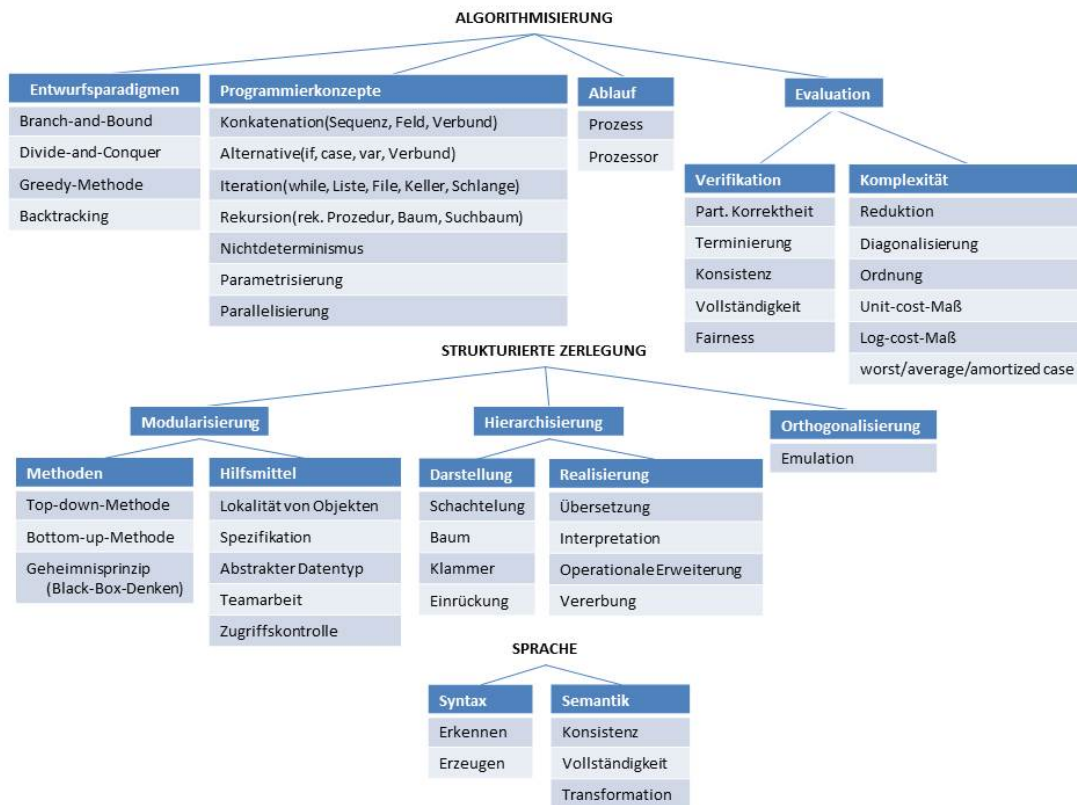 ALGORITHMISIERUNG
Entwurfsparadigmen
Branch-and-Bound
Divide-and-Conquer
Greedy-Methode
Backtracking
Programmierkonzepte
Konkatenation(Sequenz, Feld, Verbund)
Alternative(if, case, var, Verbund)
Iteration(while, Liste, File, Keller, Schlange)
Rekursion(rek. Prozedur, Baum, Suchbaum)
Nichtdeterminismus
Parametrisierung
Parallelisierung
Ablauf
Prozess
Prozessor
Evaluation
Verifikation
Part. Korrektheit
Terminierung
Konsistenz
Vollständigkeit
Fairness
Komplexität
Reduktion
Diagonalisierung
Ordnung
Unit-cost-Maß
Log-cost-Maß
worst/average/amortized case
STRUKTURIERTE ZERLEGUNG
Modularisierung
Methoden
Top-down-Methode
Bottom-up-Methode
Geheimnisprinzip
(Black-Box-Denken)
Hilfsmittel
Lokalität von Objekten
Spezifikation
Abstrakter Datentyp
Teamarbeit
Zugriffskontrolle
Hierarchisierung
Darstellung
Schachtelung
Baum
Klammer
Einrückung
Realisierung
Übersetzung
Interpretation
Operationale Erweiterung
Vererbung
Orthogonalisierung
Emulation
SPRACHE
Syntax
Erkennen
Erzeugen
Semantik
Konsistenz
Vollständigkeit
Transformation